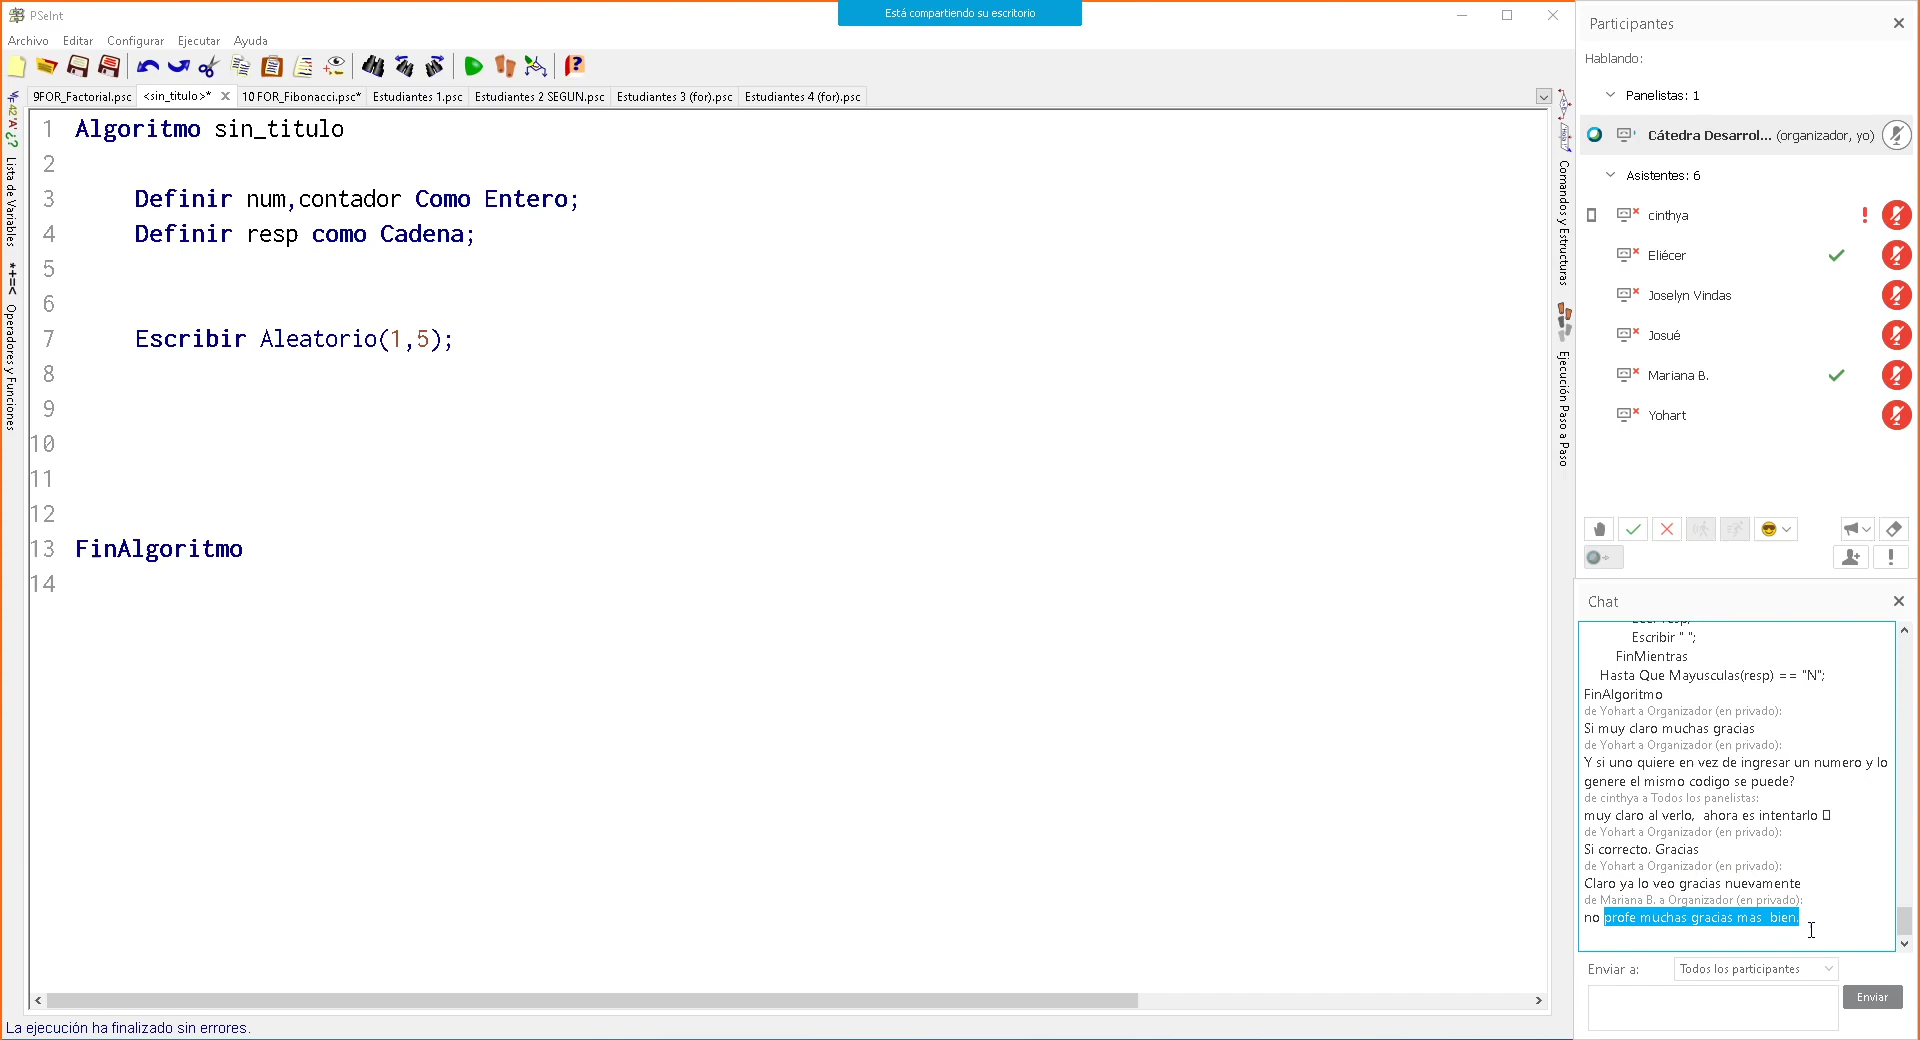 PSeInt
Está compartiendo su escritorio
Archivo Editar Configurar Ejecutar Ayuda
9FOR_Factorial.psc <sin_titulo>* 10 FOR_Fibonacci.psc* Estudiantes 1.psc Estudiantes 2 SEGUN.psc Estudiantes 3 (for).psc Estudiantes 4 (for).psc
Lista de Variables
Operadores y Funciones
1 Algoritmo sin_titulo
2
3 Definir num,contador Como Entero;
4 Definir resp como Cadena;
5
6
7 Escribir Aleatorio(1,5);
8
9
10
11
12
13 FinAlgoritmo
14
Comandos y Estructuras
Ejecución Paso a Paso
La ejecución ha finalizado sin errores.
Participantes
Hablando:
Panelistas: 1
Cátedra Desarrol... (organizador, yo)
Asistentes: 6
cinthya
Eliécer
Joselyn Vindas
Josué
Mariana B.
Yohart
Chat
Escribir " ";
FinMientras
Hasta Que Mayusculas(resp) == "N";
FinAlgoritmo
de Yohart a Organizador (en privado):
Si muy claro muchas gracias
de Yohart a Organizador (en privado):
Y si uno quiere en vez de ingresar un numero y lo
genere el mismo codigo se puede?
de cinthya a Todos los panelistas:
muy claro al verlo, ahora es intentarlo
de Yohart a Organizador (en privado):
Si correcto. Gracias
de Yohart a Organizador (en privado):
Claro ya lo veo gracias nuevamente
de Mariana B. a Organizador (en privado):
no profe muchas gracias mas bien.
Enviar a: Todos los participantes
Enviar